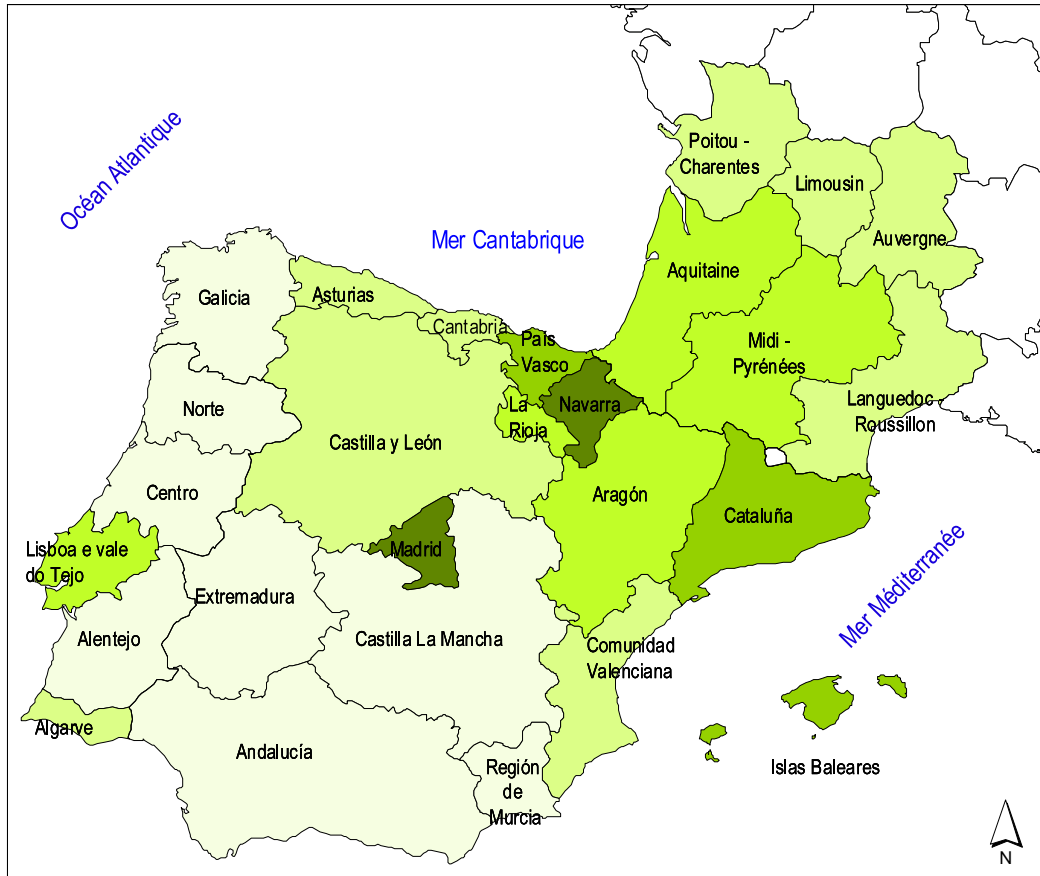 Océan Atlantique
Mer Cantabrique
Poitou -
Charentes
Limousin
Auvergne
Aquitaine
Galicia
Asturias
Cantabria
País
Vasco
Midi -
Pyrénées
Norte
La
Rioja
Navarra
Languedoc -
Roussillon
Castilla y León
Centro
Aragón
Cataluña
Lisboa e vale
do Tejo
Madrid
Extremadura
Mer Méditerranée
Alentejo
Castilla La Mancha
Comunidad
Valenciana
Algarve
Andalucía
Región
de
Murcia
Islas Baleares
N